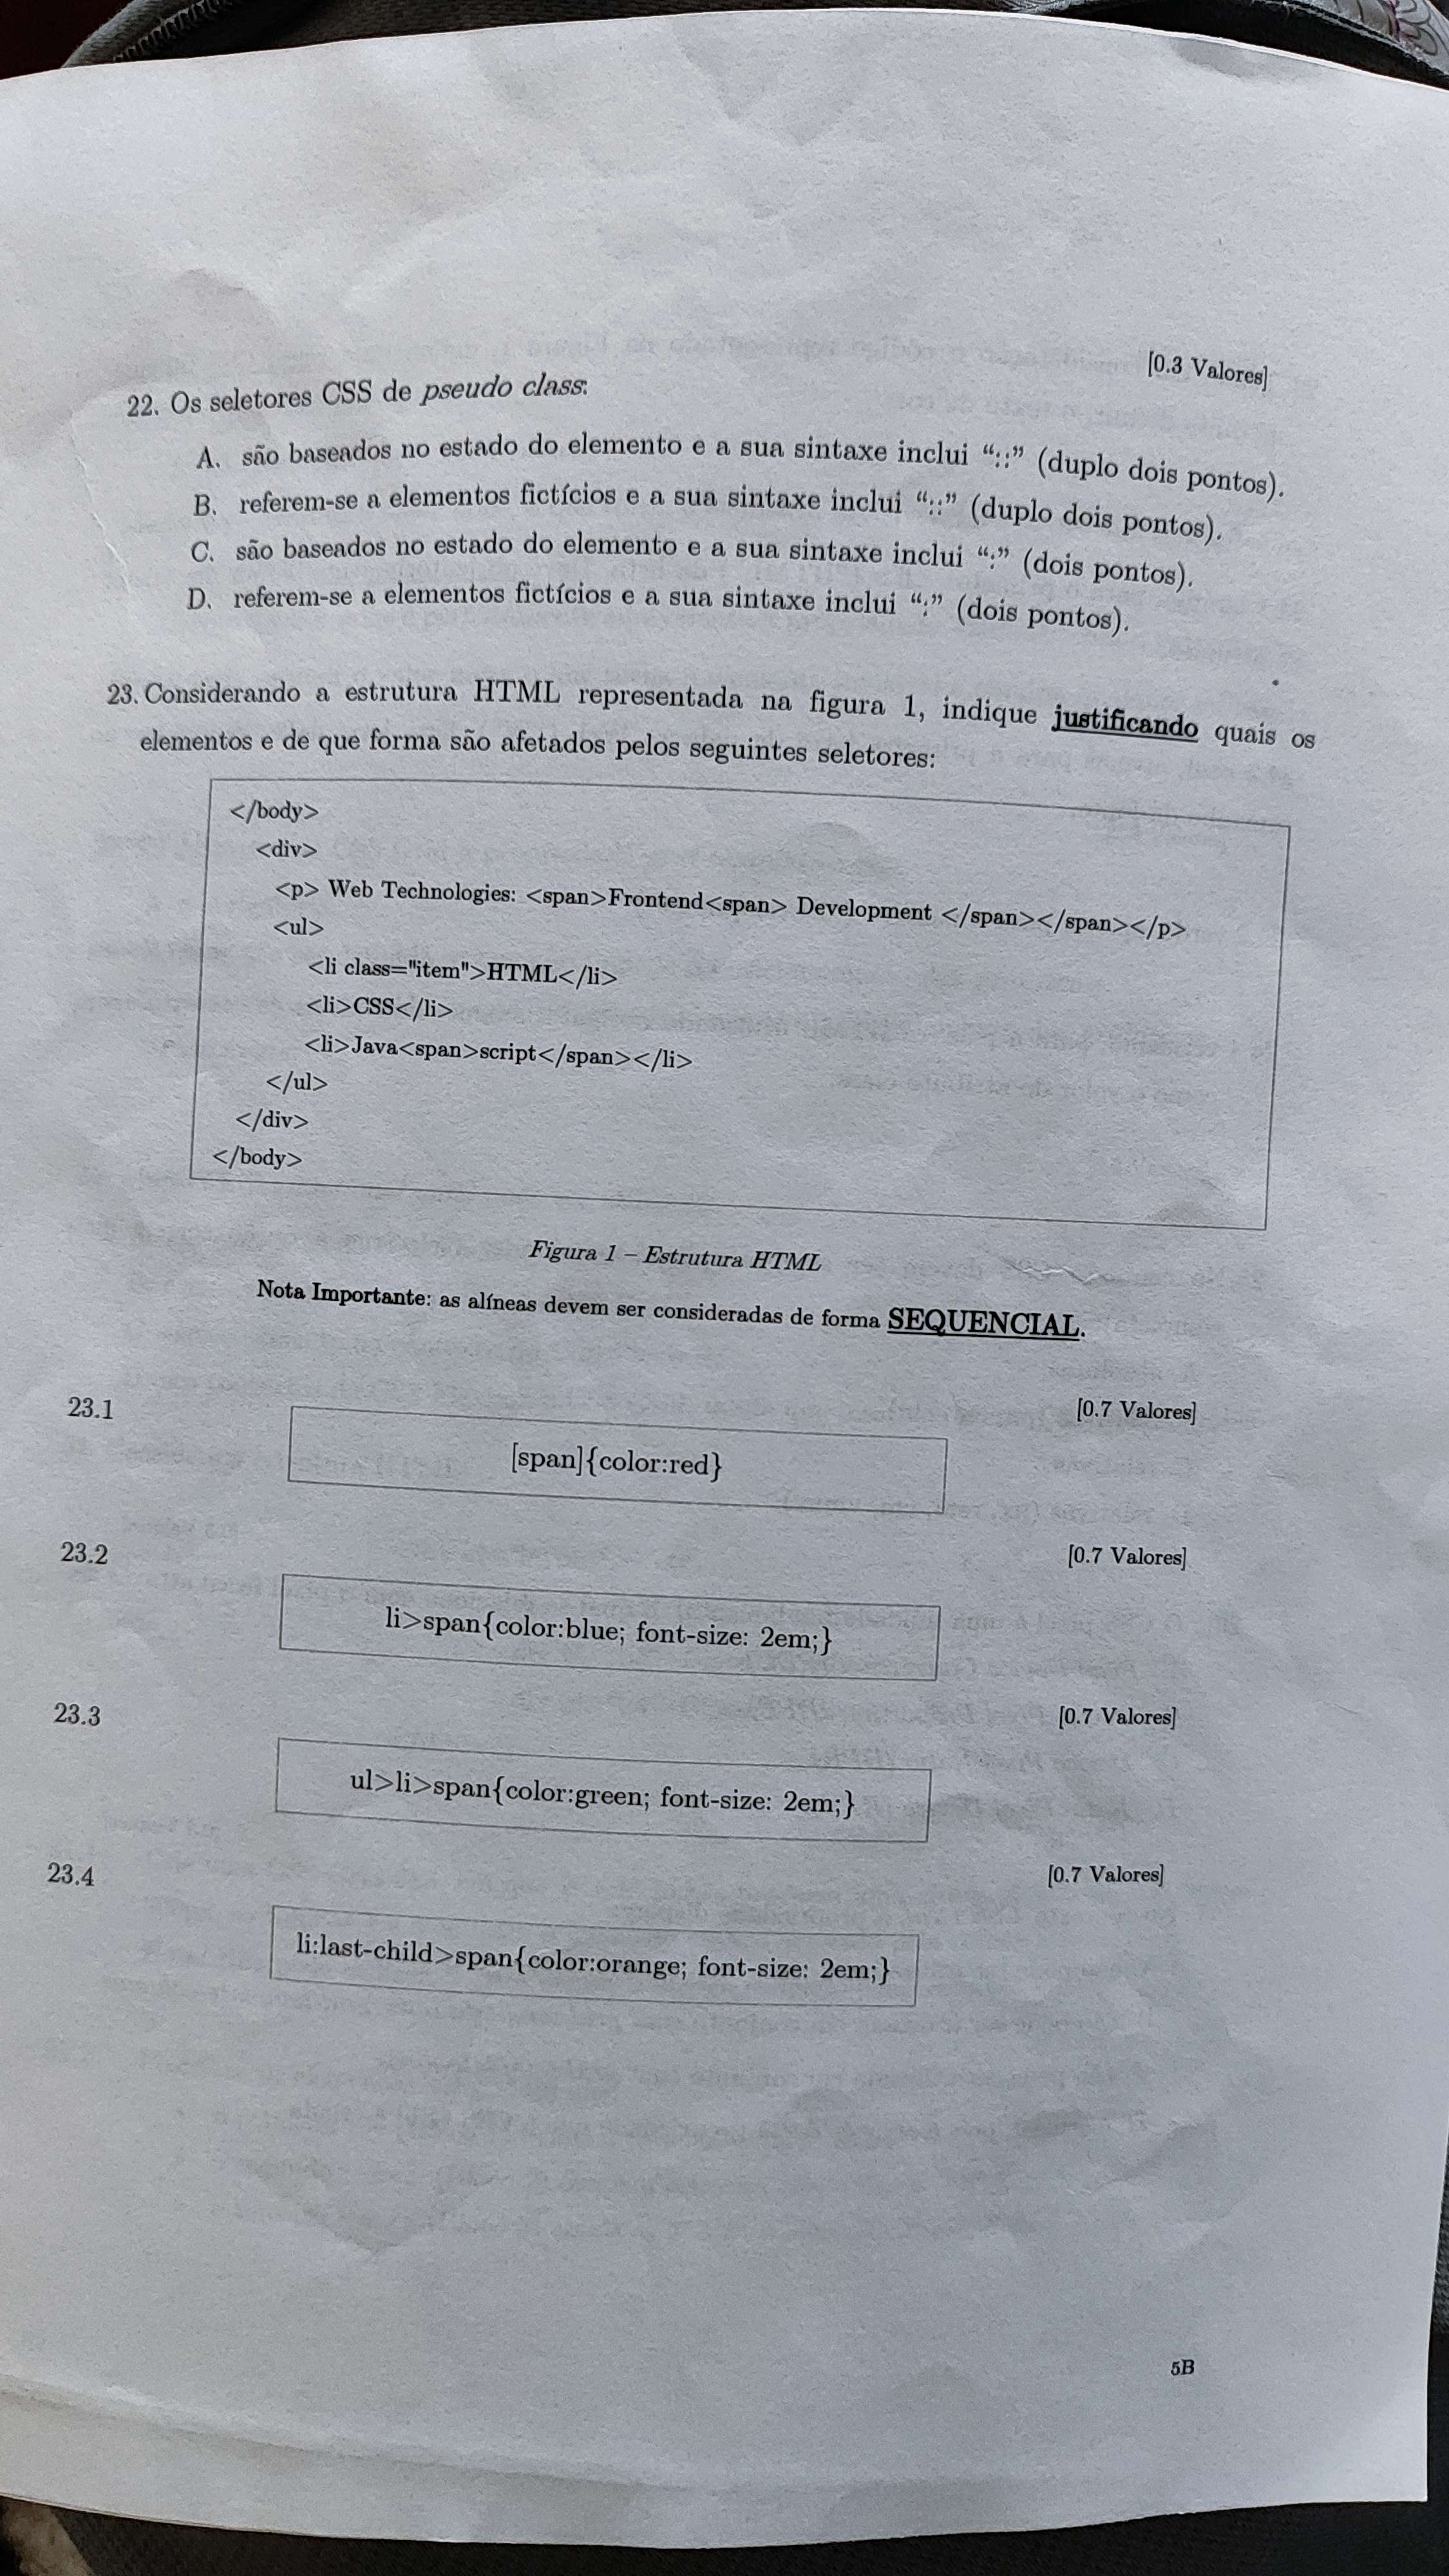 [0.3 Valores]
22. Os seletores CSS de pseudo class:
A. são baseados no estado do elemento e a sua sintaxe inclui “::” (duplo dois pontos).
B. referem-se a elementos fictícios e a sua sintaxe inclui “::” (duplo dois pontos).
C. são baseados no estado do elemento e a sua sintaxe inclui “:” (dois pontos).
D. referem-se a elementos fictícios e a sua sintaxe inclui “:” (dois pontos).
23. Considerando a estrutura HTML representada na figura 1, indique justificando quais os
elementos e de que forma são afetados pelos seguintes seletores:
</body>
<div>
<p> Web Technologies: <span>Frontend<span> Development </span></span></p>
<ul>
<li class="item">HTML</li>
<li>CSS</li>
<li>Java<span>script</span></li>
</ul>
</div>
</body>
Figura 1 – Estrutura HTML
Nota Importante: as alíneas devem ser consideradas de forma SEQUENCIAL.
23.1 [0.7 Valores]
[span]{color:red}
23.2 [0.7 Valores]
li>span{color:blue; font-size: 2em;}
23.3 [0.7 Valores]
ul>li>span{color:green; font-size: 2em;}
23.4 [0.7 Valores]
li:last-child>span{color:orange; font-size: 2em;}
5B